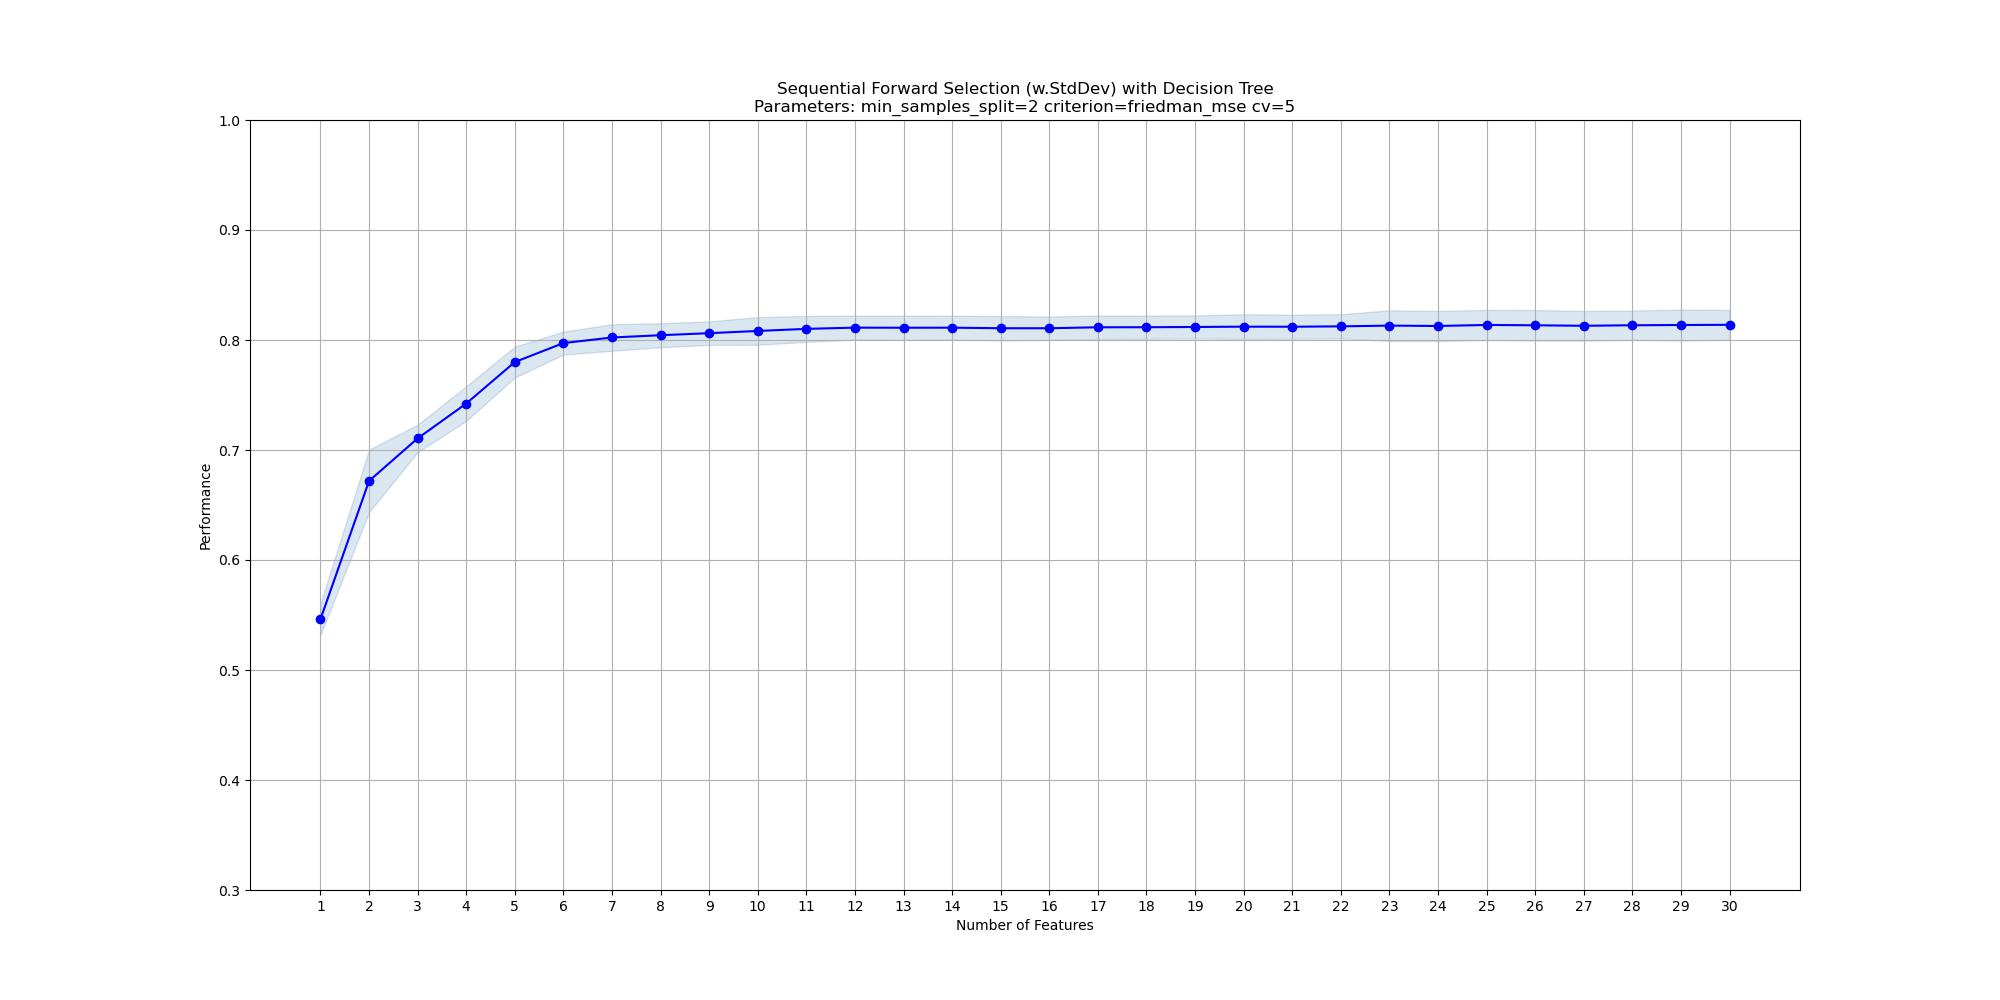 Sequential Forward Selection (w.StdDev) with Decision Tree
Parameters: min_samples_split=2 criterion=friedman_mse cv=5
1.0
0.9
0.8
0.7
0.6
0.5
0.4
0.3
Performance
1 2 3 4 5 6 7 8 9 10 11 12 13 14 15 16 17 18 19 20 21 22 23 24 25 26 27 28 29 30
Number of Features